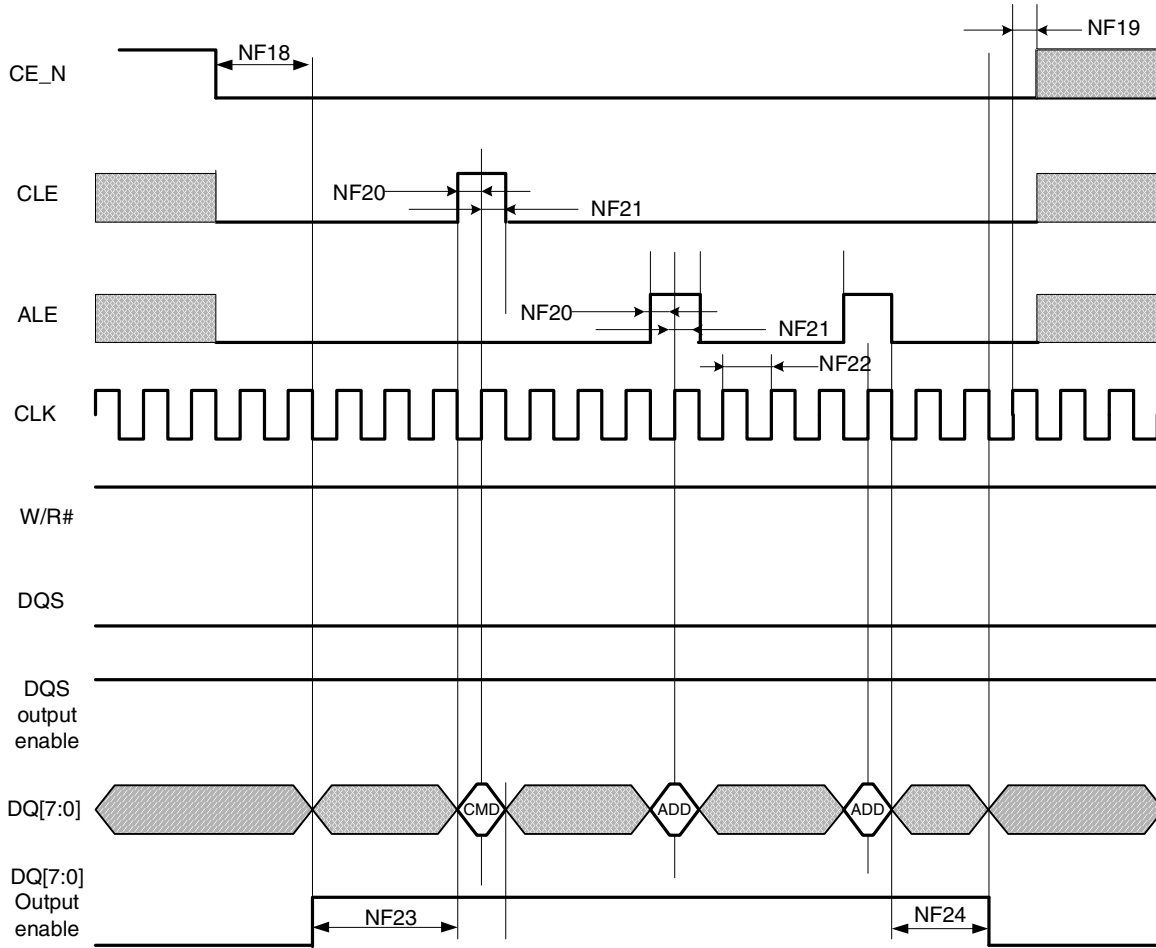 NF19
NF18
CE_N
CLE
NF20
NF21
ALE
NF20
NF21
NF22
CLK
W/R#
DQS
DQS
output
enable
DQ[7:0]
CMD
ADD
ADD
DQ[7:0]
Output
enable
NF23
NF24